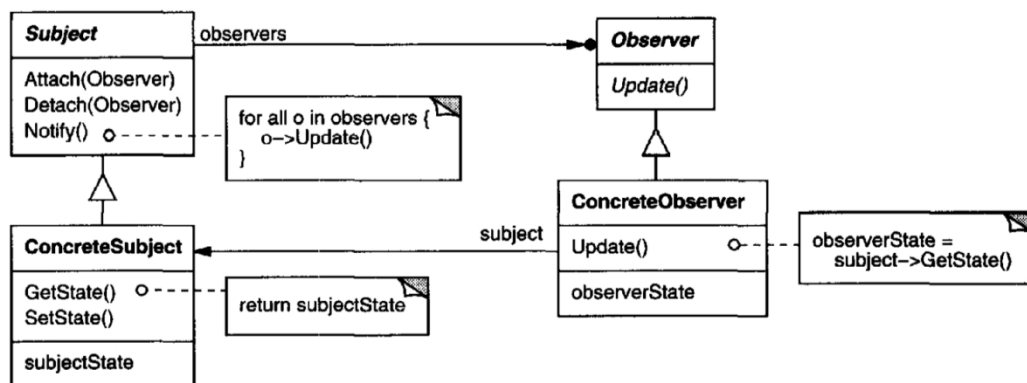 Subject
observers
Observer
Attach(Observer)
Detach(Observer)
Notify()
for all o in observers {
o->Update()
}
Update()
ConcreteSubject
GetState()
SetState()
subjectState
return subjectState
subject
ConcreteObserver
Update()
observerState
observerState =
subject->GetState()